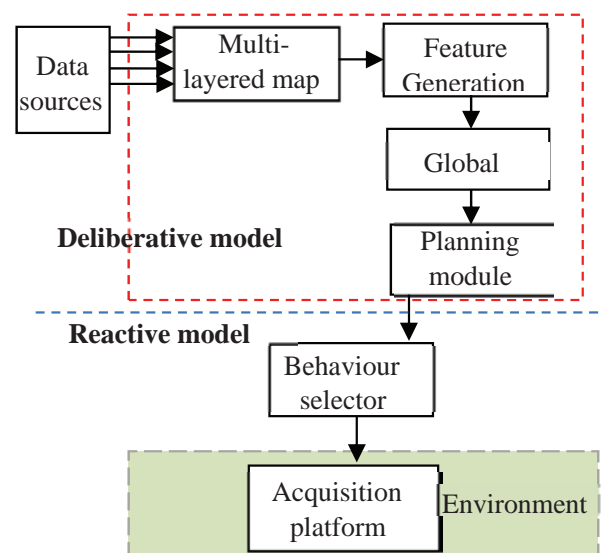 Data
sources
Multi-
layered map
Feature
Generation
Global
Deliberative model
Planning
module
Reactive model
Behaviour
selector
Acquisition
platform
Environment